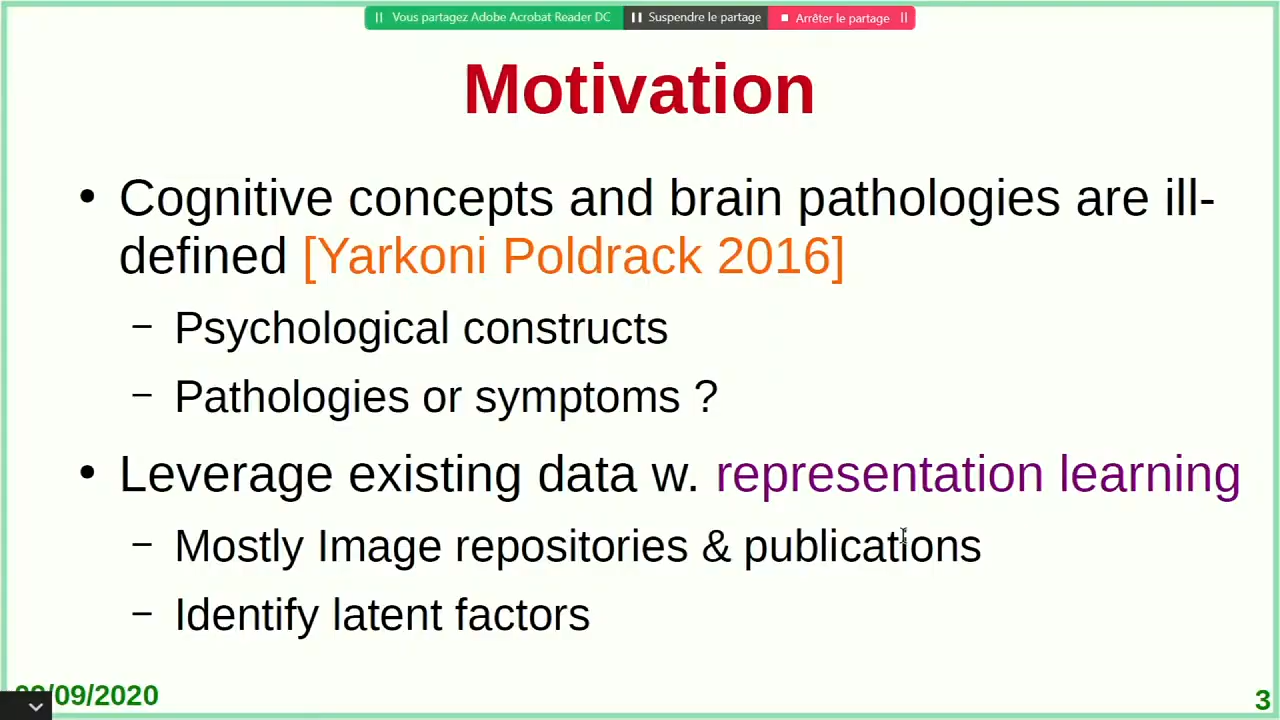 Vous partagez Adobe Acrobat Reader DC Suspendre le partage Arrêter le partage
Motivation
• Cognitive concepts and brain pathologies are ill-
defined [Yarkoni Poldrack 2016]
– Psychological constructs
– Pathologies or symptoms ?
• Leverage existing data w. representation learning
– Mostly Image repositories & publications
– Identify latent factors
/09/2020
3